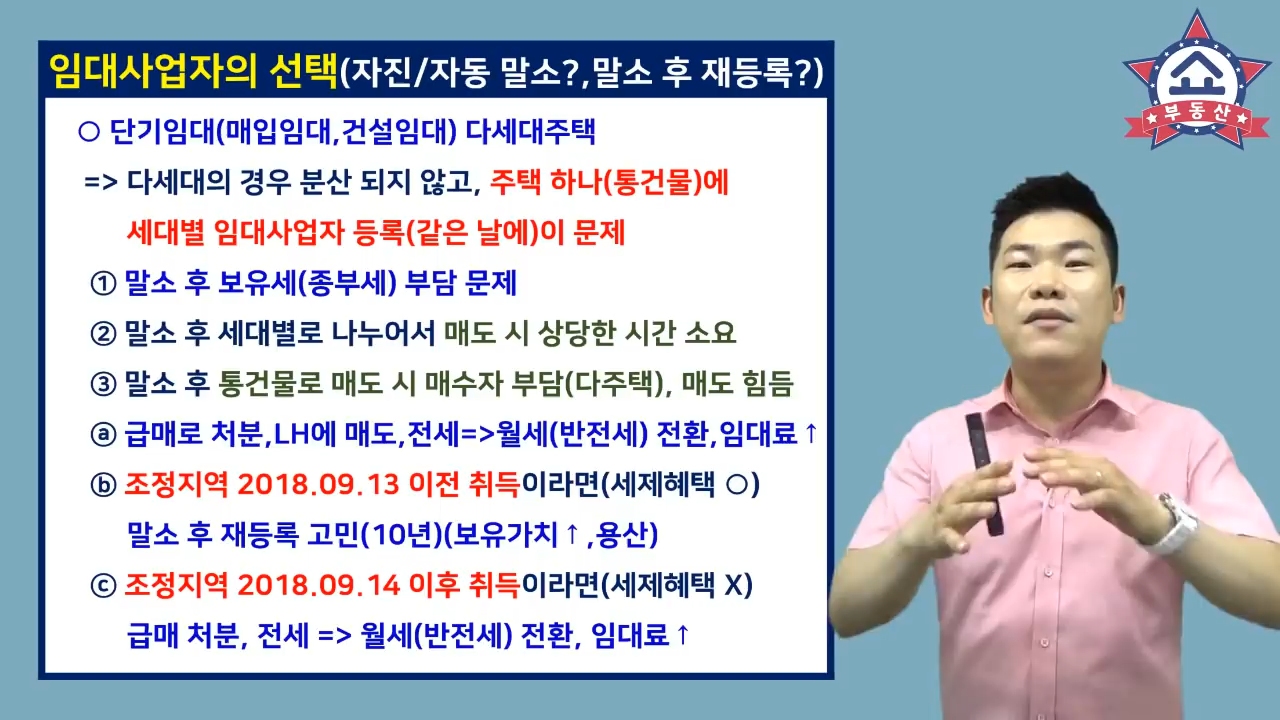 임대사업자의 선택(자진/자동 말소?,말소 후 재등록?)
○ 단기임대(매입임대,건설임대) 다세대주택
=> 다세대의 경우 분산 되지 않고, 주택 하나(통건물)에
세대별 임대사업자 등록(같은 날에)이 문제
① 말소 후 보유세(종부세) 부담 문제
② 말소 후 세대별로 나누어서 매도 시 상당한 시간 소요
③ 말소 후 통건물로 매도 시 매수자 부담(다주택), 매도 힘듬
ⓐ 급매로 처분,LH에 매도,전세=>월세(반전세) 전환,임대료↑
ⓑ 조정지역 2018.09.13 이전 취득이라면(세제혜택 ○)
말소 후 재등록 고민(10년)(보유가치↑,용산)
ⓒ 조정지역 2018.09.14 이후 취득이라면(세제혜택 X)
급매 처분, 전세 => 월세(반전세) 전환, 임대료↑
부동산